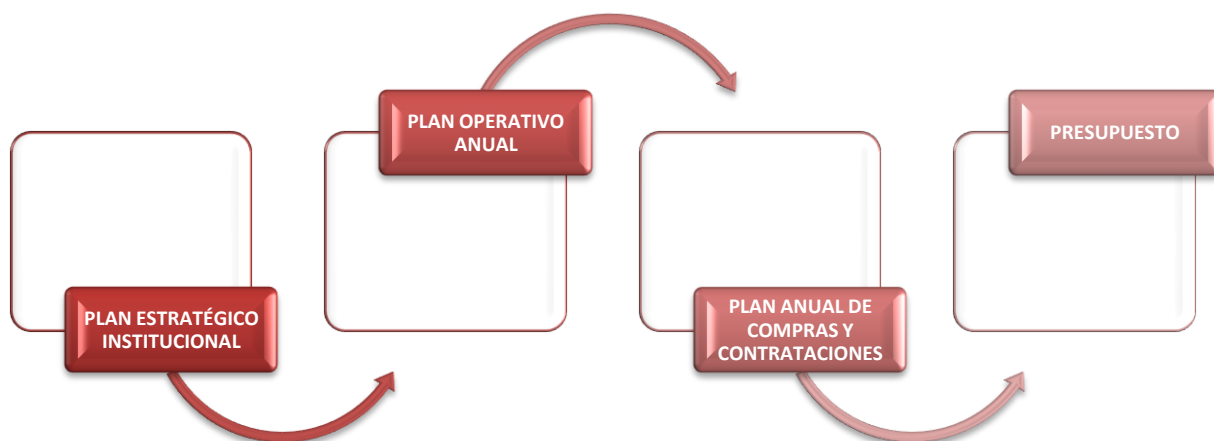 PLAN ESTRATÉGICO
INSTITUCIONAL
PLAN OPERATIVO
ANUAL
PLAN ANUAL DE
COMPRAS Y
CONTRATACIONES
PRESUPUESTO